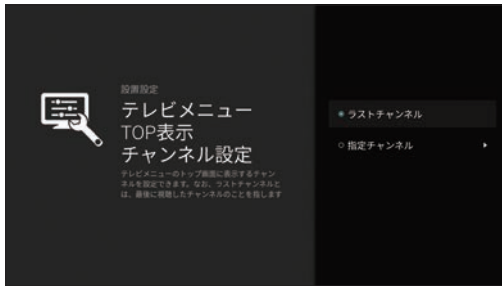 設置設定
テレビメニュー
TOP表示
チャンネル設定
テレビメニューのトップ画面に表示するチャン
ネルを設定できます。なお、ラストチャンネルと
は、最後に視聴したチャンネルのことを指します
ラストチャンネル
指定チャンネル